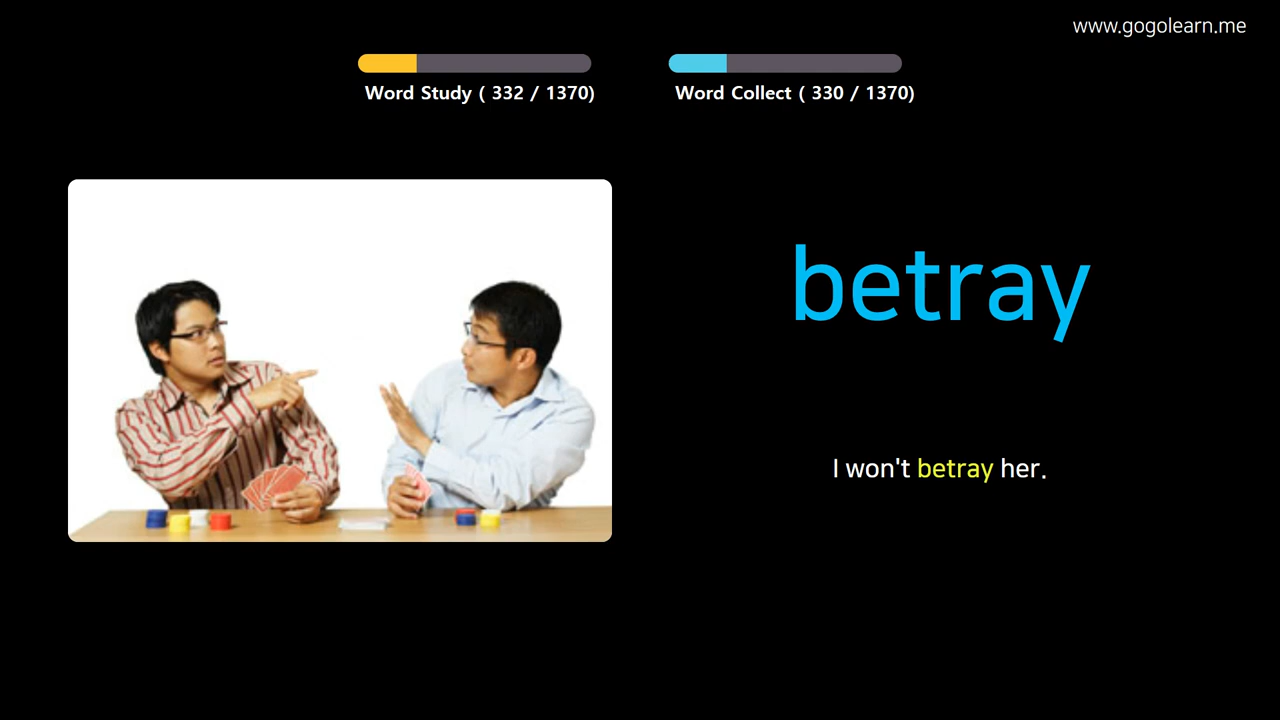 www.gogolearn.me
Word Study ( 332 / 1370)
Word Collect ( 330 / 1370)
betray
I won't betray her.